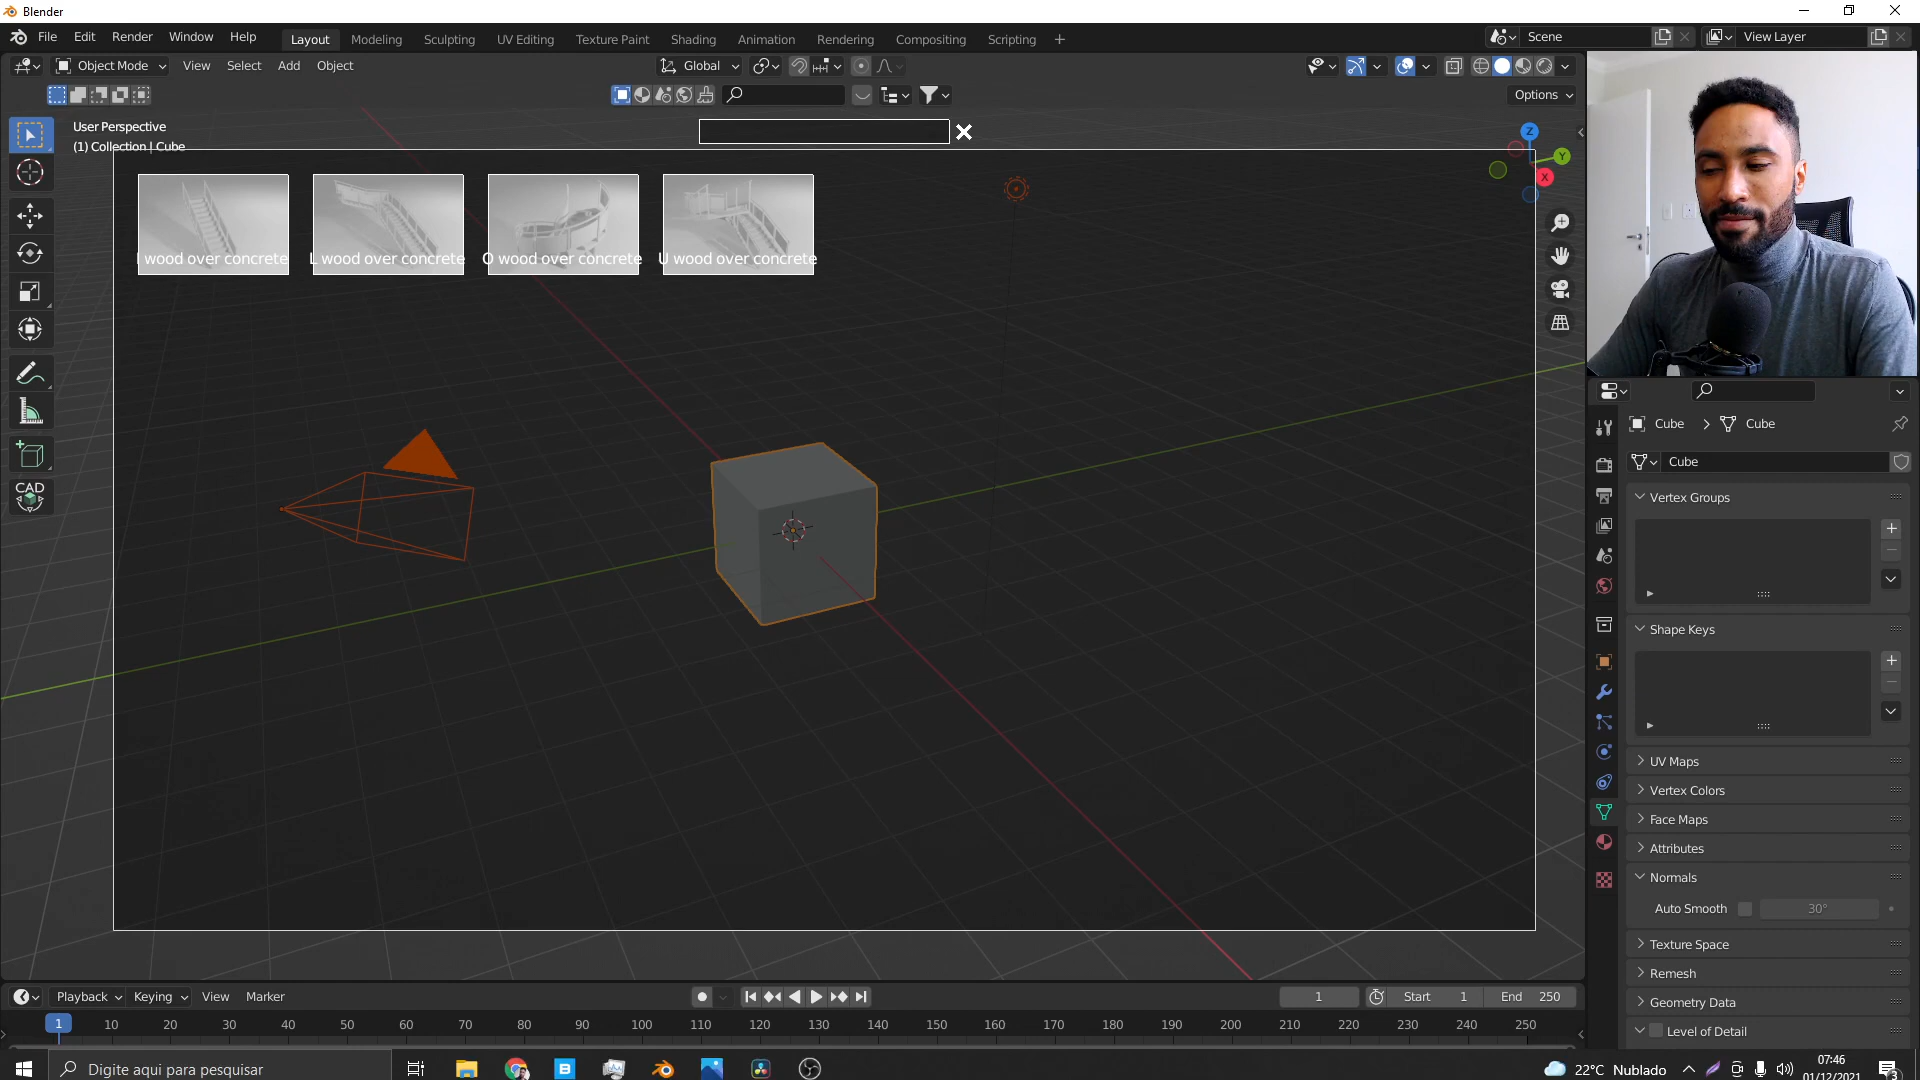 Blender
File Edit Render Window Help
Layout Modeling Sculpting UV Editing Texture Paint Shading Animation Rendering Compositing Scripting +
Scene
View Layer
Object Mode View Select Add Object
Global
Options
User Perspective
(1) Collection | Cube
Z
Y
X
I wood over concrete
L wood over concrete
O wood over concrete
U wood over concrete
CAD
Cube > Cube
Cube
Vertex Groups
Shape Keys
UV Maps
Vertex Colors
Face Maps
Attributes
Normals
Auto Smooth 30°
Texture Space
Remesh
Geometry Data
Level of Detail
Playback Keying View Marker
1 Start 1 End 250
1 10 20 30 40 50 60 70 80 90 100 110 120 130 140 150 160 170 180 190 200 210 220 230 240 250
Digite aqui para pesquisar
22°C Nublado
07:46
01/12/2021
3